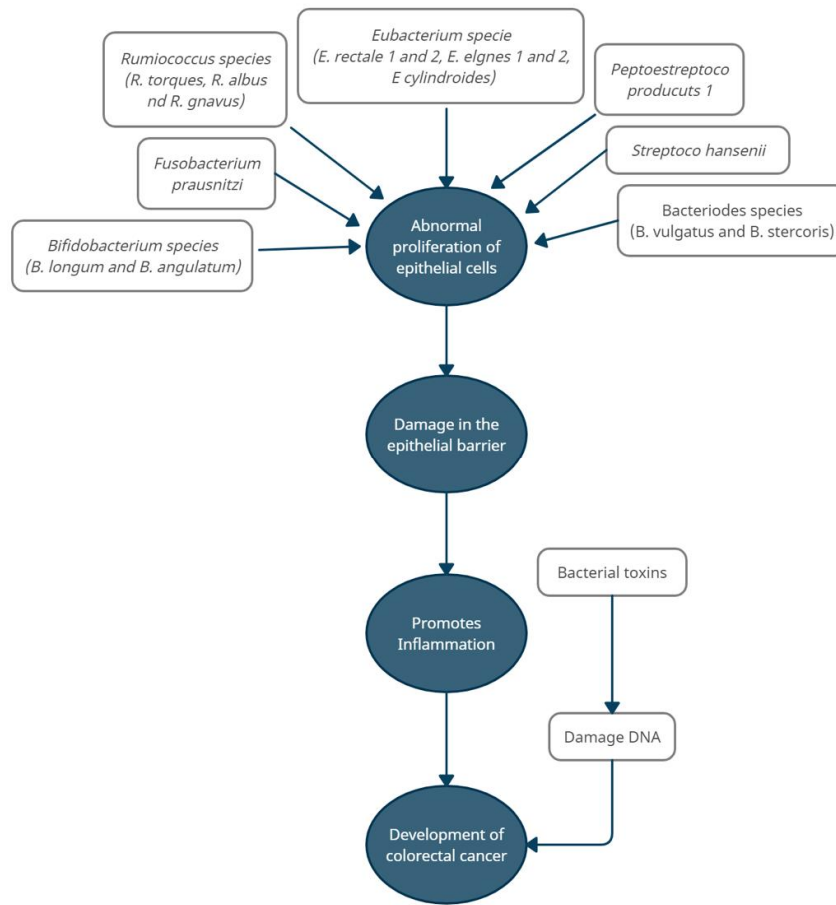 Eubacterium specie
(E. rectale 1 and 2, E. elgnes 1 and 2,
E cylindroides)
Rumiococcus species
(R. torques, R. albus
nd R. gnavus)
Peptoestreptoco
producuts 1
Fusobacterium
prausnitzi
Streptoco hansenii
Bifidobacterium species
(B. longum and B. angulatum)
Bacteriodes species
(B. vulgatus and B. stercoris)
Abnormal
proliferation of
epithelial cells
Damage in the
epithelial barrier
Promotes
Inflammation
Bacterial toxins
Damage DNA
Development of
colorectal cancer